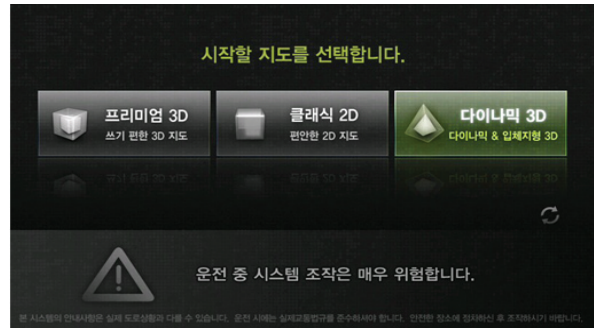 시작할 지도를 선택합니다.
프리미엄 3D
쓰기 편한 3D 지도
클래식 2D
편안한 2D 지도
다이나믹 3D
다이나믹 & 입체지형 3D
운전 중 시스템 조작은 매우 위험합니다.
본 시스템의 안내사항은 실제 도로상황과 다를 수 있습니다. 운전 시에는 실제교통법규를 준수하셔야 합니다. 안전한 장소에 정차하신 후 조작하시기 바랍니다.